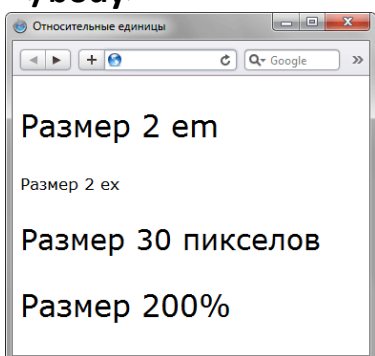 Относительные единицы
Google
Размер 2 em
Размер 2 ex
Размер 30 пикселов
Размер 200%